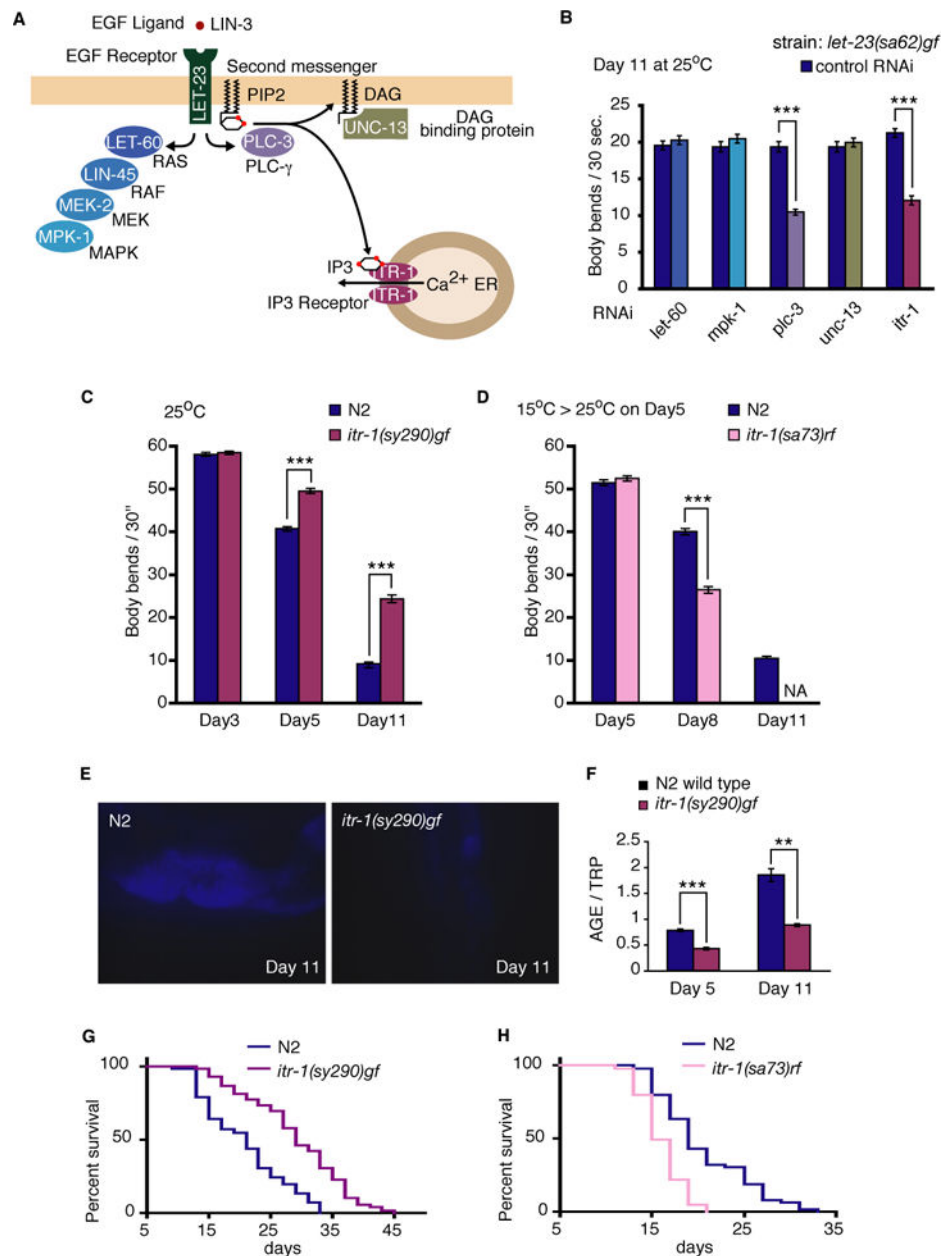 A
EGF Ligand LIN-3
EGF Receptor
LET-23
Second messenger
PIP2
DAG
UNC-13
DAG
binding protein
LET-60
RAS
PLC-3
PLC-γ
LIN-45
RAF
MEK-2
MEK
MPK-1
MAPK
IP3
ITR-1
ITR-1
IP3 Receptor
Ca2+ ER
B
strain: let-23(sa62)gf
Day 11 at 25°C
control RNAi
Body bends / 30 sec.
25
20
15
10
5
0
***
***
RNAi
let-60
mpk-1
plc-3
unc-13
itr-1
C
25°C
N2
itr-1(sy290)gf
Body bends / 30"
60
50
40
30
20
10
0
***
***
Day3
Day5
Day11
D
15°C > 25°C on Day5
N2
itr-1(sa73)rf
Body bends / 30"
60
50
40
30
20
10
0
***
NA
Day5
Day8
Day11
E
N2
Day 11
itr-1(sy290)gf
Day 11
F
N2 wild type
itr-1(sy290)gf
AGE / TRP
2.5
2
1.5
1
0.5
0
***
**
Day 5
Day 11
G
N2
itr-1(sy290)gf
Percent survival
100
50
0
5
15
25
35
45
days
H
N2
itr-1(sa73)rf
Percent survival
100
50
0
5
15
25
35
days